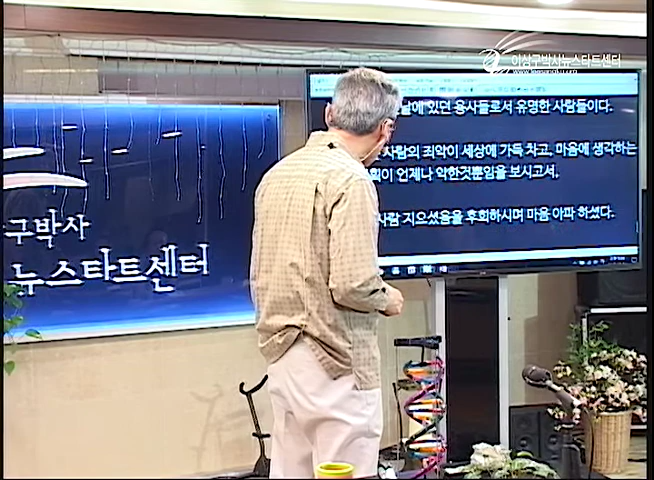 이상구박사뉴스타트센터
날에 있던 용사들로서 유명한 사람들이다.
사람의 죄악이 세상에 가득 차고, 마음에 생각하는
언제나 악한것뿐임을 보시고서,
사람 지으셨음을 후회하시며 마음 아파 하셨다.
구박사
뉴스타트센터